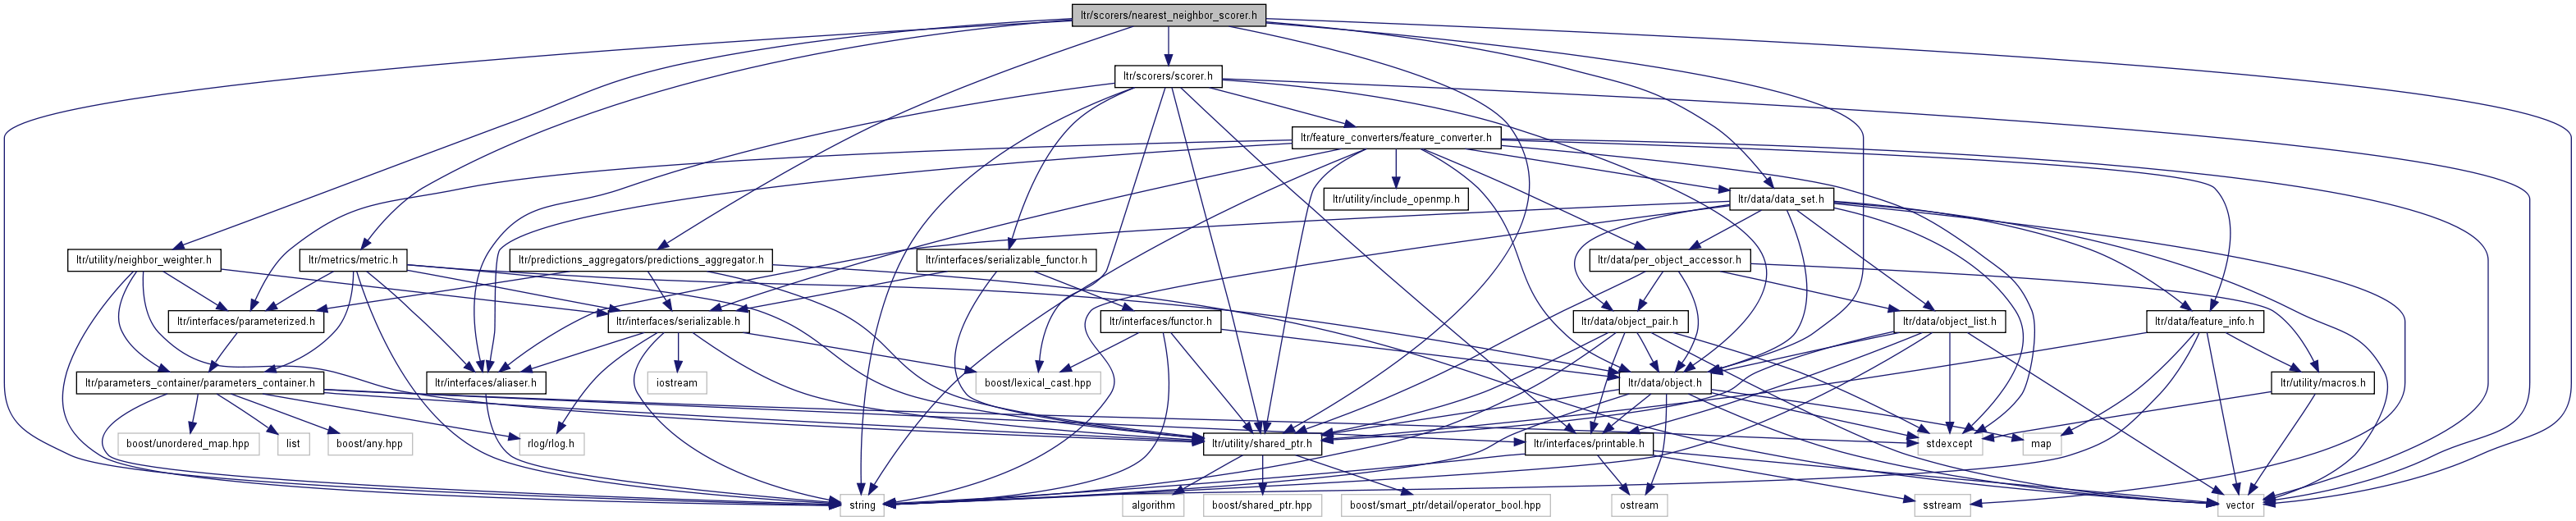 ltr/scorers/nearest_neighbor_scorer.h
ltr/scorers/scorer.h
ltr/feature_converters/feature_converter.h
ltr/utility/include_openmp.h
ltr/data/data_set.h
ltr/utility/neighbor_weighter.h
ltr/metrics/metric.h
ltr/predictions_aggregators/predictions_aggregator.h
ltr/interfaces/serializable_functor.h
ltr/data/per_object_accessor.h
ltr/interfaces/parameterized.h
ltr/interfaces/serializable.h
ltr/interfaces/functor.h
ltr/data/object_pair.h
ltr/data/object_list.h
ltr/data/feature_info.h
ltr/parameters_container/parameters_container.h
ltr/interfaces/aliaser.h
iostream
boost/lexical_cast.hpp
ltr/data/object.h
ltr/utility/macros.h
boost/unordered_map.hpp
list
boost/any.hpp
rlog/rlog.h
ltr/utility/shared_ptr.h
ltr/interfaces/printable.h
stdexcept
map
string
algorithm
boost/shared_ptr.hpp
boost/smart_ptr/detail/operator_bool.hpp
ostream
sstream
vector